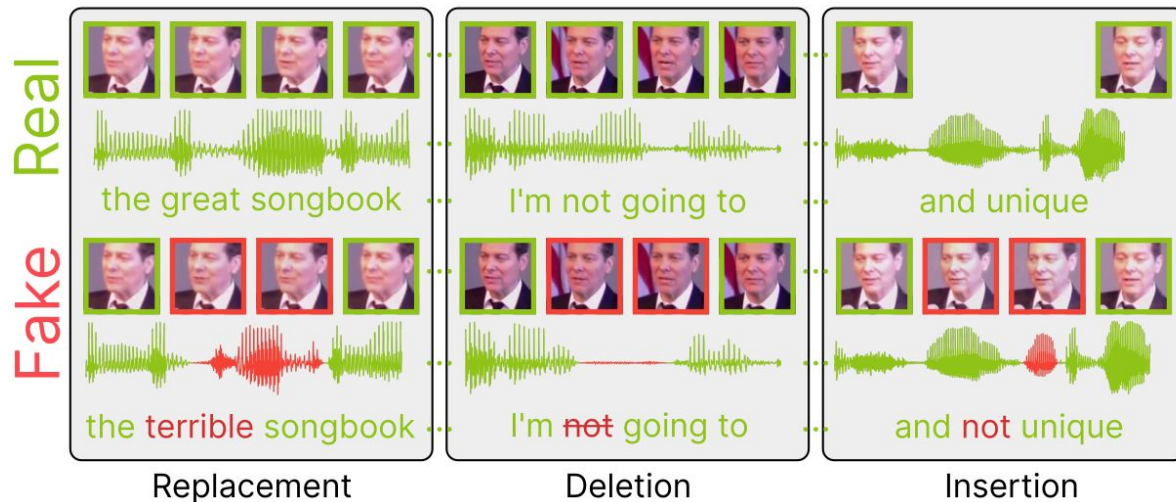 Real
the great songbook
I'm not going to
and unique
Fake
the terrible songbook
I'm not going to
and not unique
Replacement
Deletion
Insertion